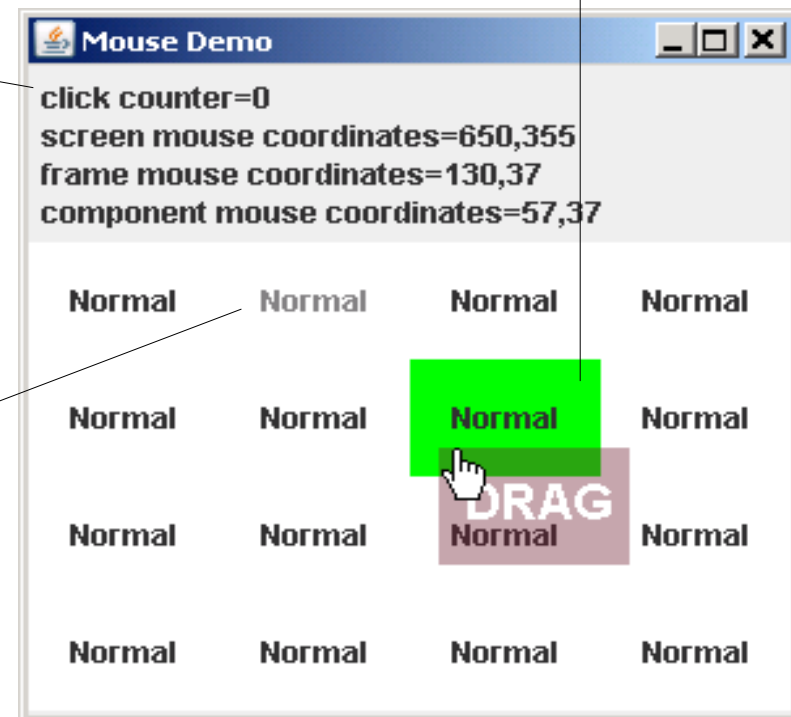 Mouse Demo
click counter=0
screen mouse coordinates=650,355
frame mouse coordinates=130,37
component mouse coordinates=57,37
Normal Normal Normal Normal
Normal Normal Normal Normal
DRAG
Normal Normal Normal Normal
Normal Normal Normal Normal